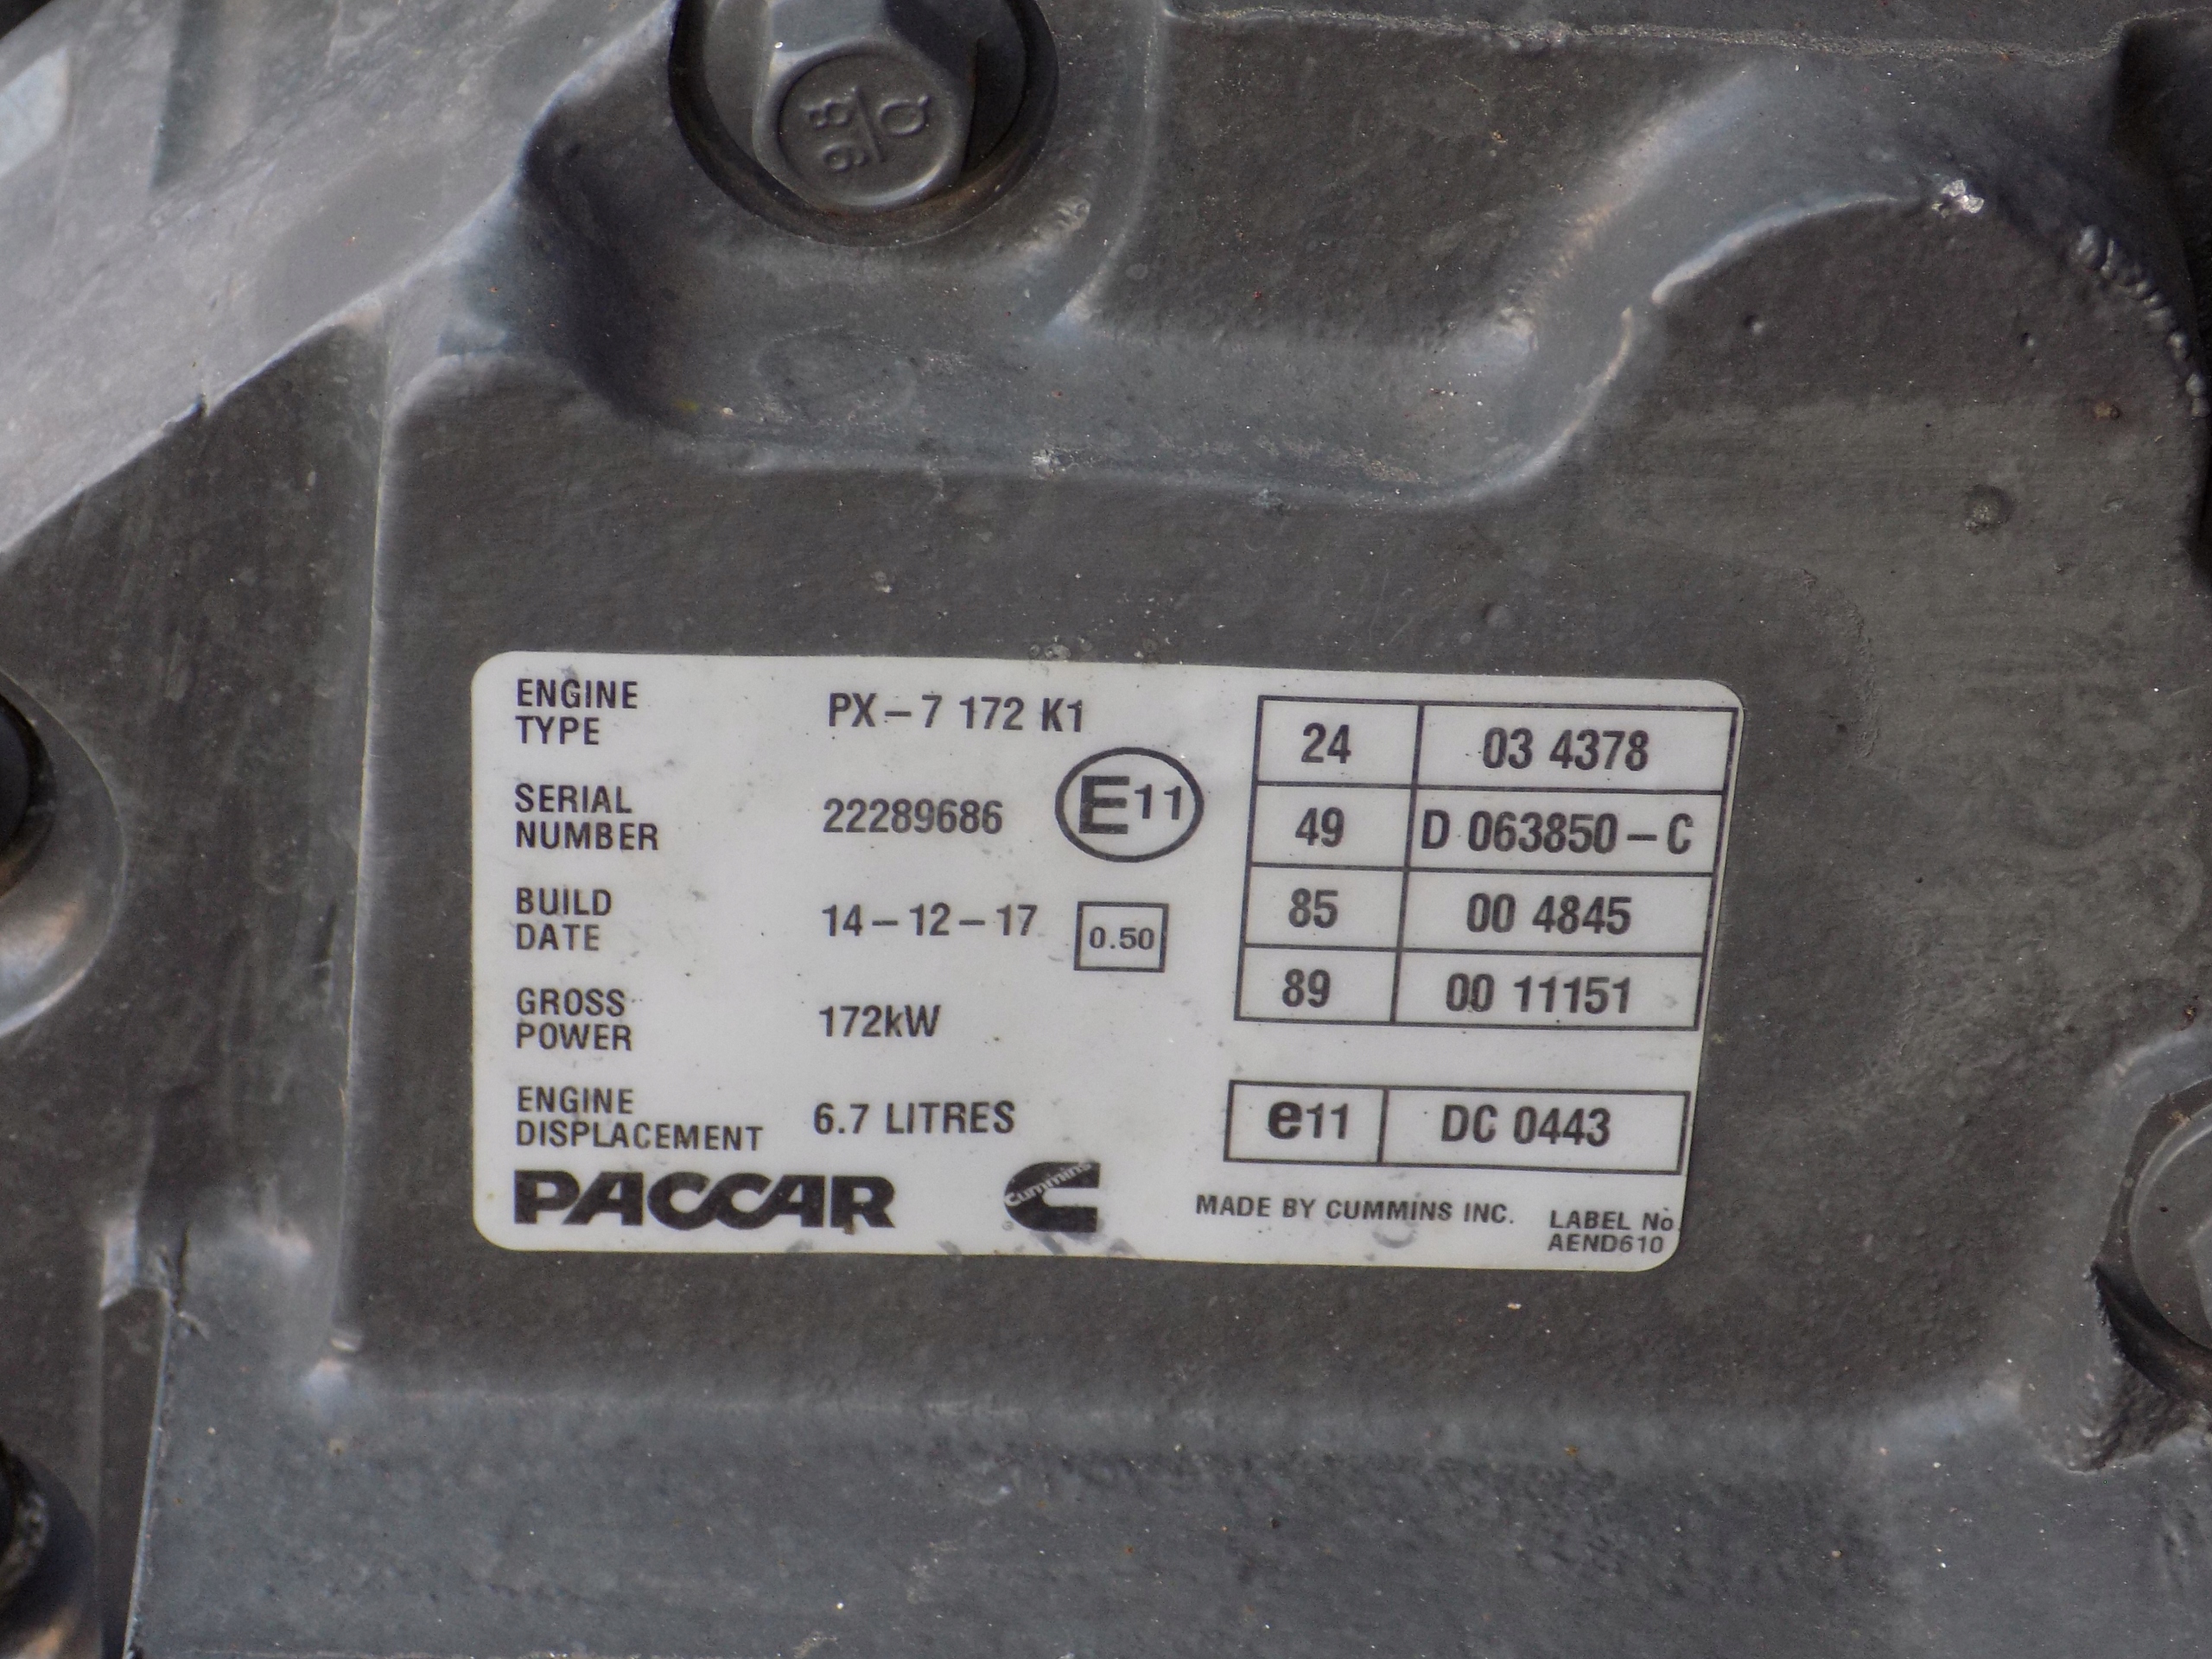 98
Q
ENGINE TYPE PX-7 172 K1
SERIAL NUMBER 22289686 E11
BUILD DATE 14-12-17 0.50
GROSS POWER 172kW
ENGINE DISPLACEMENT 6.7 LITRES
24 03 4378
49 D 063850-C
85 00 4845
89 00 11151
e11 DC 0443
PACCAR Cummins MADE BY CUMMINS INC. LABEL No.
AEND610